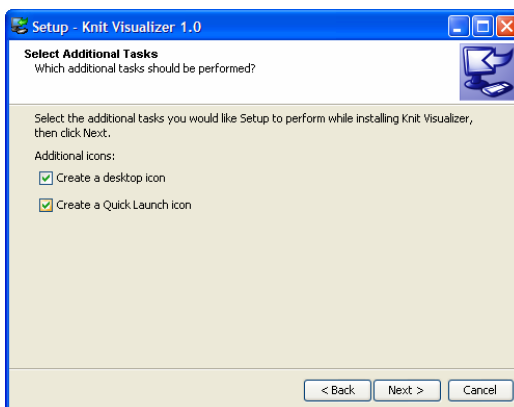 Setup - Knit Visualizer 1.0
Select Additional Tasks
Which additional tasks should be performed?
Select the additional tasks you would like Setup to perform while installing Knit Visualizer,
then click Next.
Additional icons:
Create a desktop icon
Create a Quick Launch icon
< Back Next > Cancel